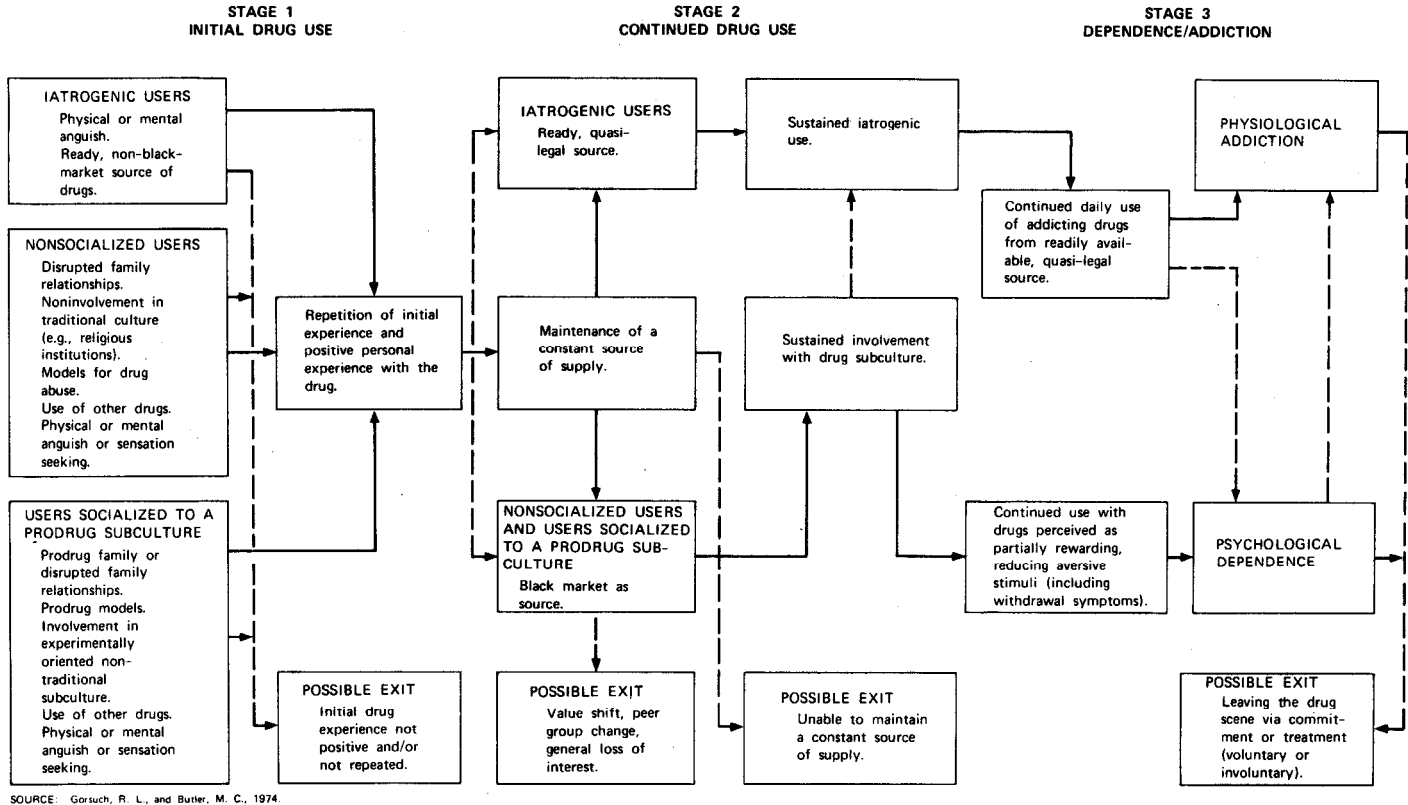 STAGE 1
INITIAL DRUG USE
STAGE 2
CONTINUED DRUG USE
STAGE 3
DEPENDENCE/ADDICTION
IATROGENIC USERS
Physical or mental
anguish.
Ready, non-black-
market source of
drugs.
NONSOCIALIZED USERS
Disrupted family
relationships.
Noninvolvement in
traditional culture
(e.g., religious
institutions).
Models for drug
abuse.
Use of other drugs.
Physical or mental
anguish or sensation
seeking.
USERS SOCIALIZED TO A
PRODRUG SUBCULTURE
Prodrug family or
disrupted family
relationships.
Prodrug models.
Involvement in
experimentally
oriented non-
traditional
subculture.
Use of other drugs.
Physical or mental
anguish or sensation
seeking.
Repetition of initial
experience and
positive personal
experience with the
drug.
POSSIBLE EXIT
Initial drug
experience not
positive and/or
not repeated.
IATROGENIC USERS
Ready, quasi-
legal source.
Maintenance of a
constant source
of supply.
NONSOCIALIZED USERS
AND USERS SOCIALIZED
TO A PRODRUG SUB-
CULTURE
Black market as
source.
POSSIBLE EXIT
Value shift, peer
group change,
general loss of
interest.
Sustained iatrogenic
use.
Sustained involvement
with drug subculture.
POSSIBLE EXIT
Unable to maintain
a constant source
of supply.
Continued daily use
of addicting drugs
from readily avail-
able, quasi-legal
source.
Continued use with
drugs perceived as
partially rewarding,
reducing aversive
stimuli (including
withdrawal symptoms).
PHYSIOLOGICAL
ADDICTION
PSYCHOLOGICAL
DEPENDENCE
POSSIBLE EXIT
Leaving the drug
scene via commit-
ment or treatment
(voluntary or
involuntary).
SOURCE: Gorsuch, R. L., and Butler, M. C., 1974.